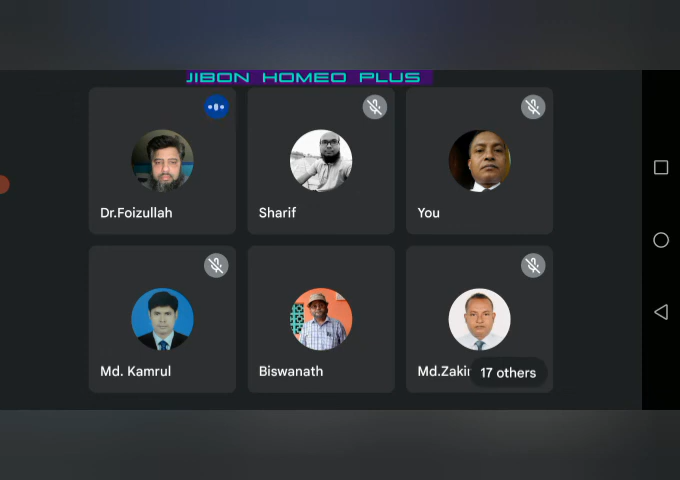 JIBON HOMEO PLUS
Dr.Foizullah
Sharif
You
Md. Kamrul
Biswanath
Md.Zakir
17 others